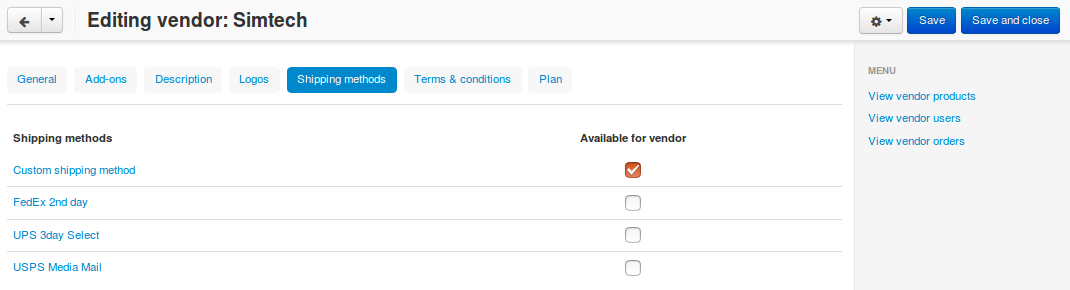 Editing vendor: Simtech
Save
Save and close
General
Add-ons
Description
Logos
Shipping methods
Terms & conditions
Plan
MENU
View vendor products
View vendor users
View vendor orders
Shipping methods
Available for vendor
Custom shipping method
FedEx 2nd day
UPS 3day Select
USPS Media Mail